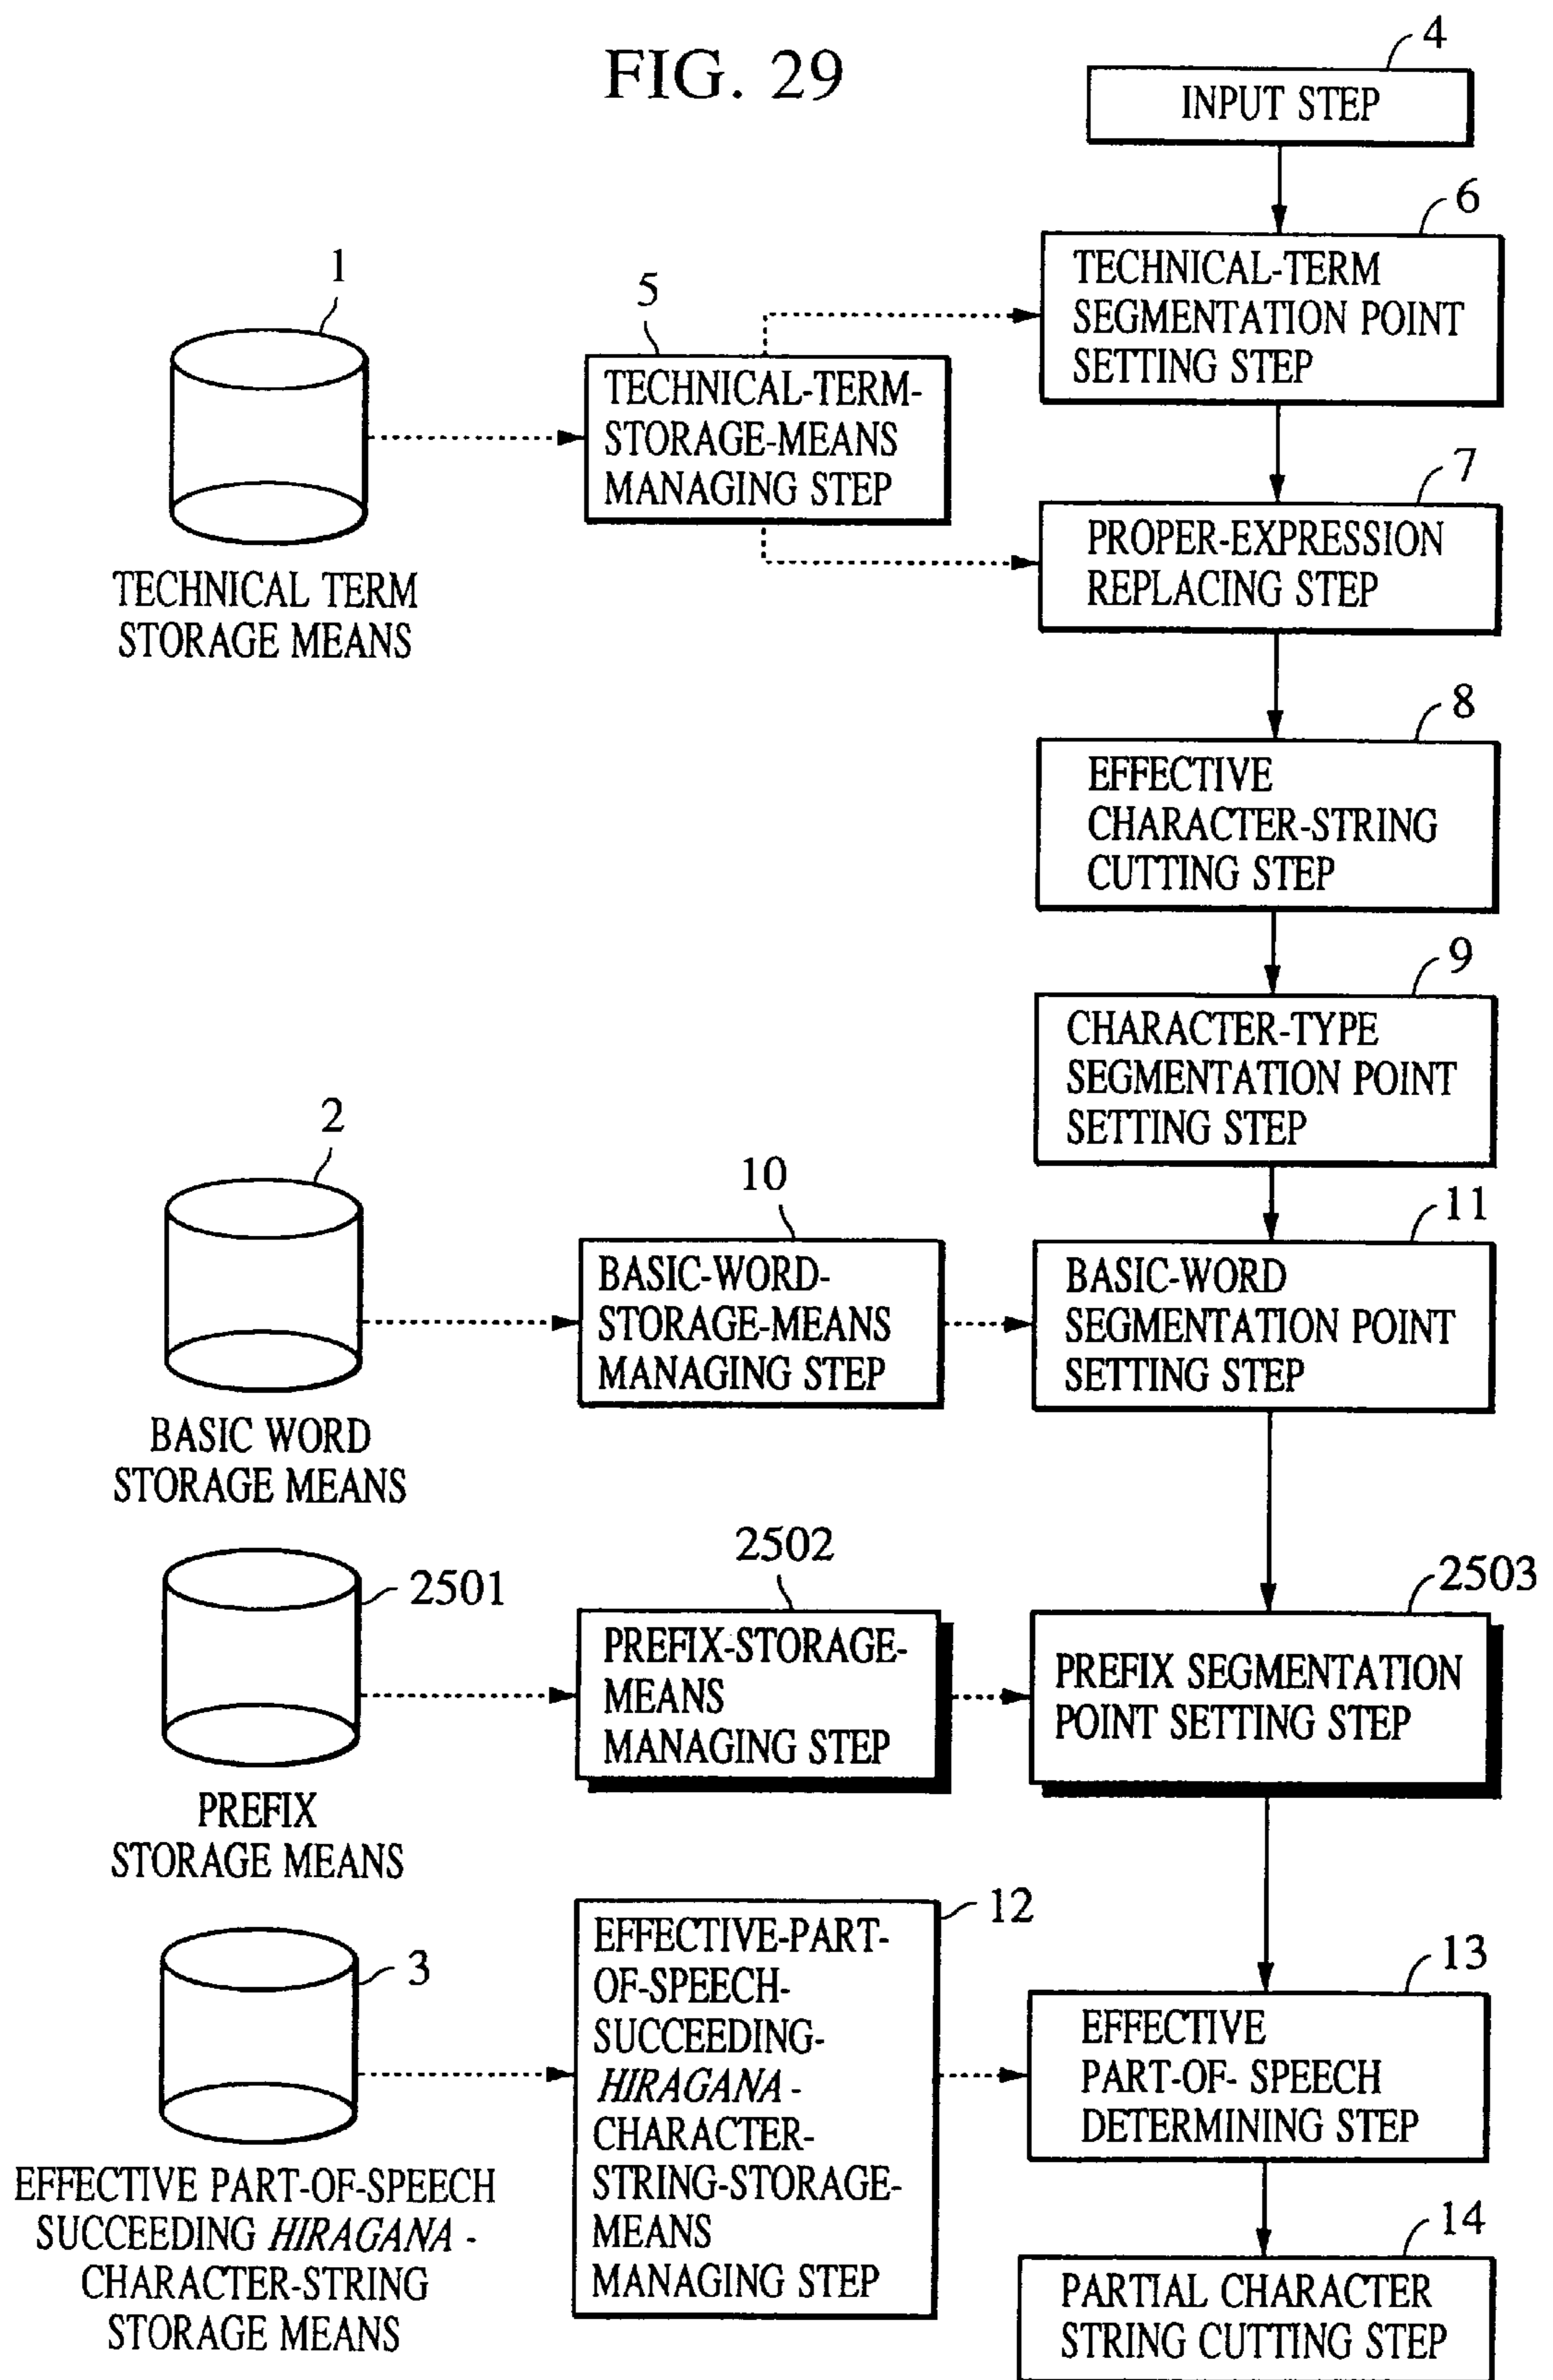 FIG. 29
4
INPUT STEP
6
TECHNICAL-TERM
SEGMENTATION POINT
SETTING STEP
1
TECHNICAL TERM
STORAGE MEANS
5
TECHNICAL-TERM-
STORAGE-MEANS
MANAGING STEP
7
PROPER-EXPRESSION
REPLACING STEP
8
EFFECTIVE
CHARACTER-STRING
CUTTING STEP
9
CHARACTER-TYPE
SEGMENTATION POINT
SETTING STEP
2
BASIC WORD
STORAGE MEANS
10
BASIC-WORD-
STORAGE-MEANS
MANAGING STEP
11
BASIC-WORD
SEGMENTATION POINT
SETTING STEP
2501
PREFIX
STORAGE MEANS
2502
PREFIX-STORAGE-
MEANS
MANAGING STEP
2503
PREFIX SEGMENTATION
POINT SETTING STEP
3
EFFECTIVE PART-OF-SPEECH
SUCCEEDING HIRAGANA -
CHARACTER-STRING
STORAGE MEANS
12
EFFECTIVE-PART-
OF-SPEECH-
SUCCEEDING-
HIRAGANA -
CHARACTER-
STRING-STORAGE-
MEANS
MANAGING STEP
13
EFFECTIVE
PART-OF- SPEECH
DETERMINING STEP
14
PARTIAL CHARACTER
STRING CUTTING STEP